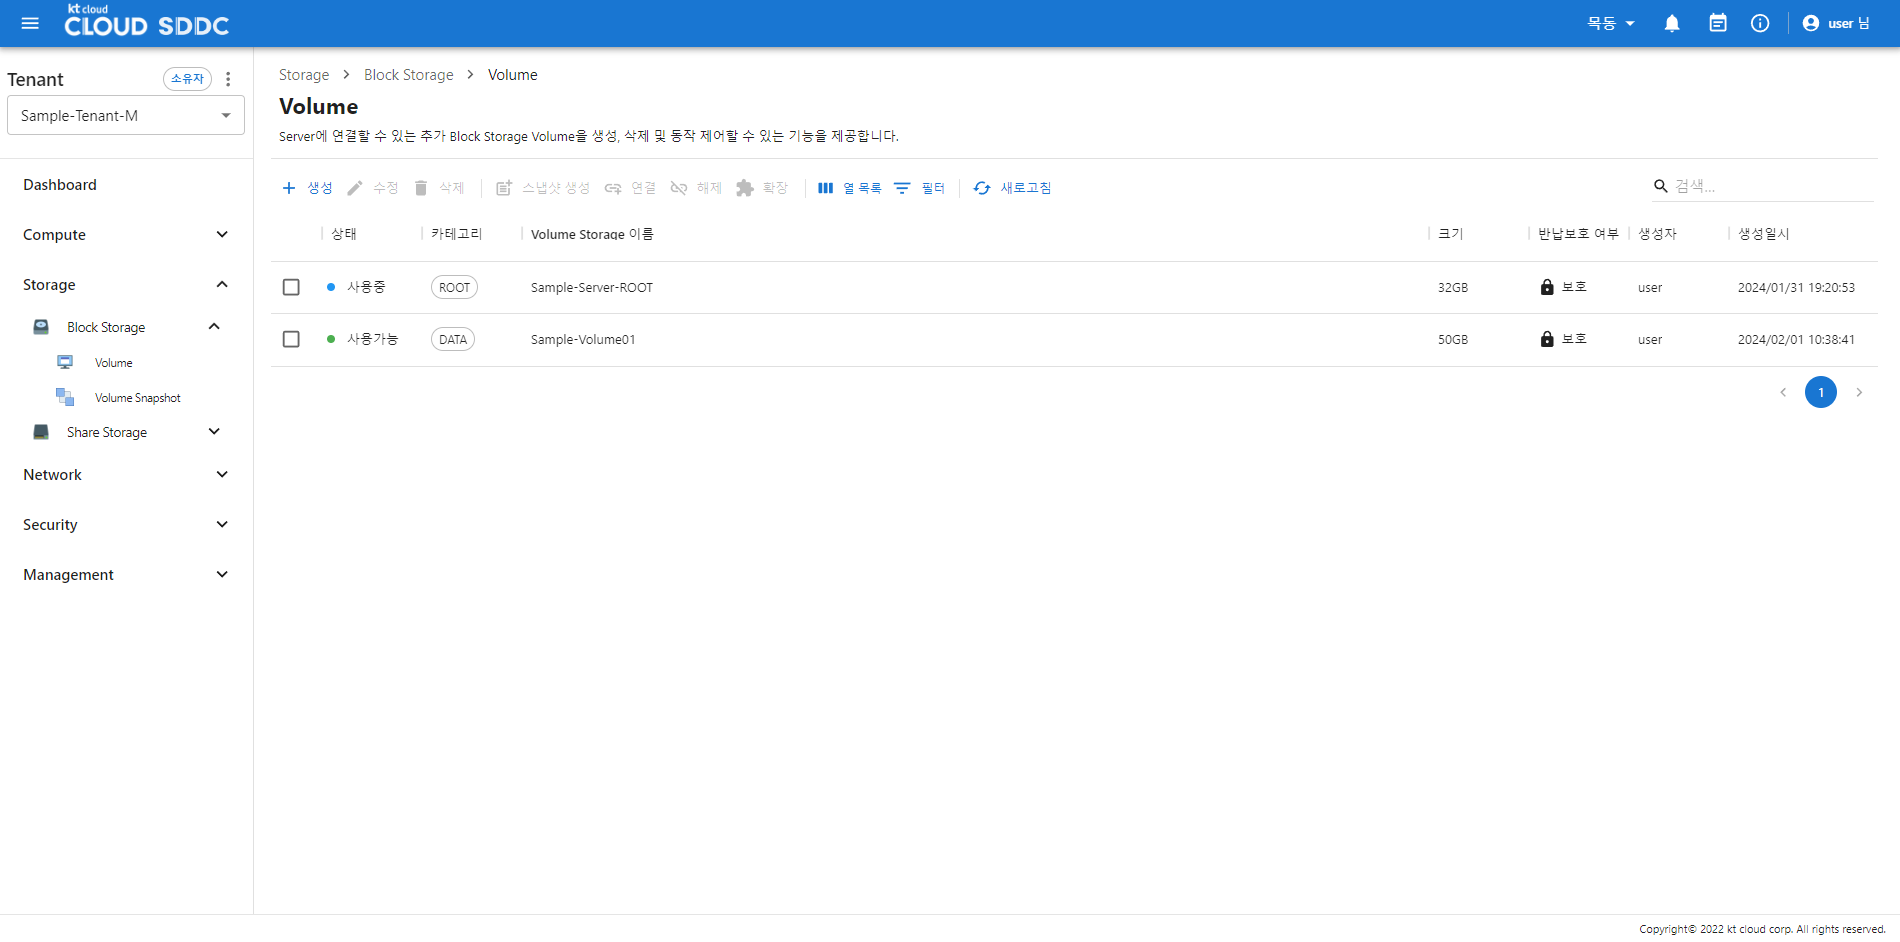 kt cloud
CLOUD SDDC
목동
user 님
Tenant
소유자
Sample-Tenant-M
Dashboard
Compute
Storage
Block Storage
Volume
Volume Snapshot
Share Storage
Network
Security
Management
Storage > Block Storage > Volume
Volume
Server에 연결할 수 있는 추가 Block Storage Volume을 생성, 삭제 및 동작 제어할 수 있는 기능을 제공합니다.
생성 수정 삭제 스냅샷 생성 연결 해제 확장 열 목록 필터 새로고침 검색...
상태 카테고리 Volume Storage 이름 크기 반납보호 여부 생성자 생성일시
사용중 ROOT Sample-Server-ROOT 32GB 보호 user 2024/01/31 19:20:53
사용가능 DATA Sample-Volume01 50GB 보호 user 2024/02/01 10:38:41
1
Copyright© 2022 kt cloud corp. All rights reserved.